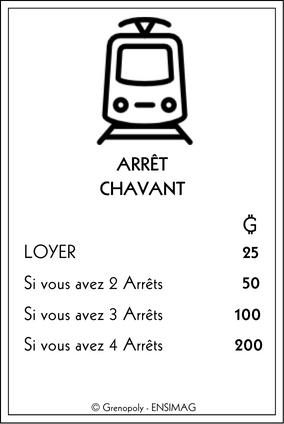 ARRÊT
CHAVANT
₲
LOYER 25
Si vous avez 2 Arrêts 50
Si vous avez 3 Arrêts 100
Si vous avez 4 Arrêts 200
© Grenopoly - ENSIMAG